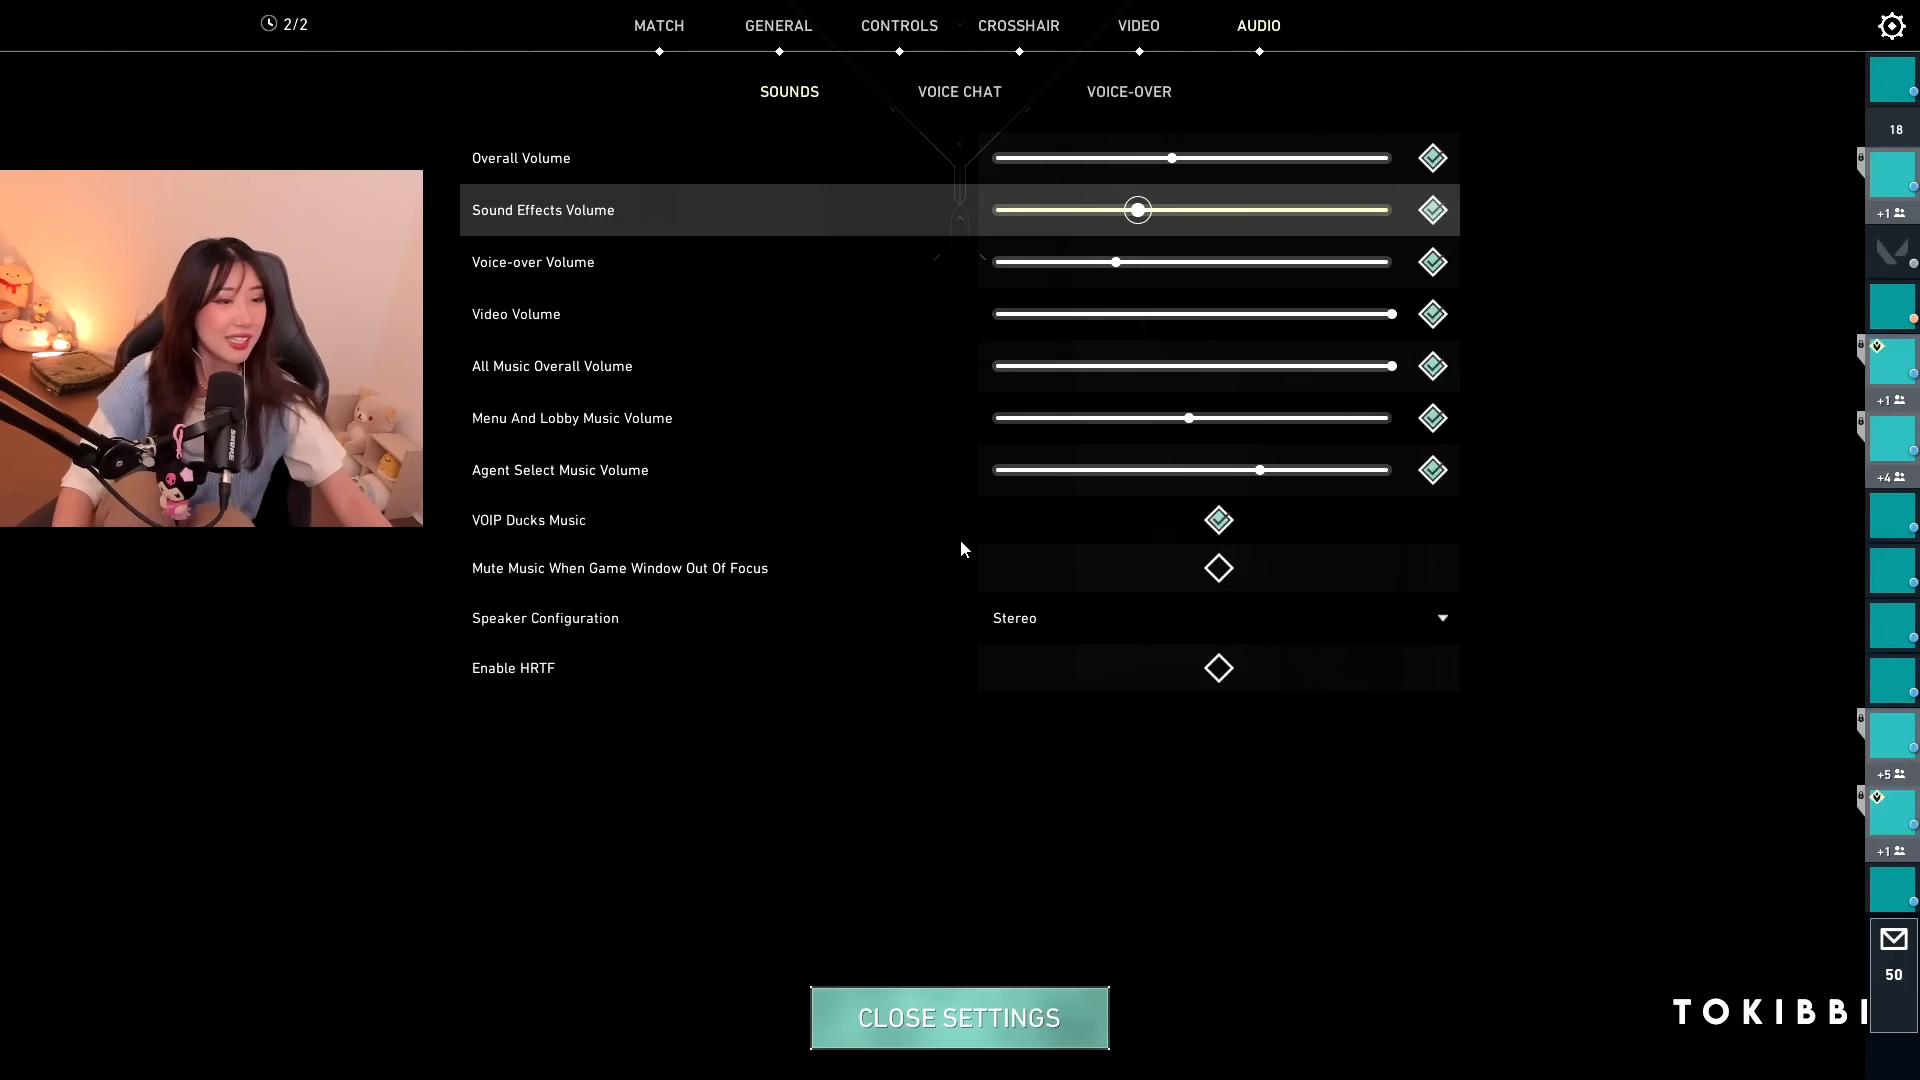 2/2
MATCH
GENERAL
CONTROLS
CROSSHAIR
VIDEO
AUDIO
SOUNDS
VOICE CHAT
VOICE-OVER
Overall Volume
Sound Effects Volume
Voice-over Volume
Video Volume
All Music Overall Volume
Menu And Lobby Music Volume
Agent Select Music Volume
VOIP Ducks Music
Mute Music When Game Window Out Of Focus
Speaker Configuration
Stereo
Enable HRTF
CLOSE SETTINGS
18
+1
+1
+4
+5
+1
50
TOKIBBI
SHURE